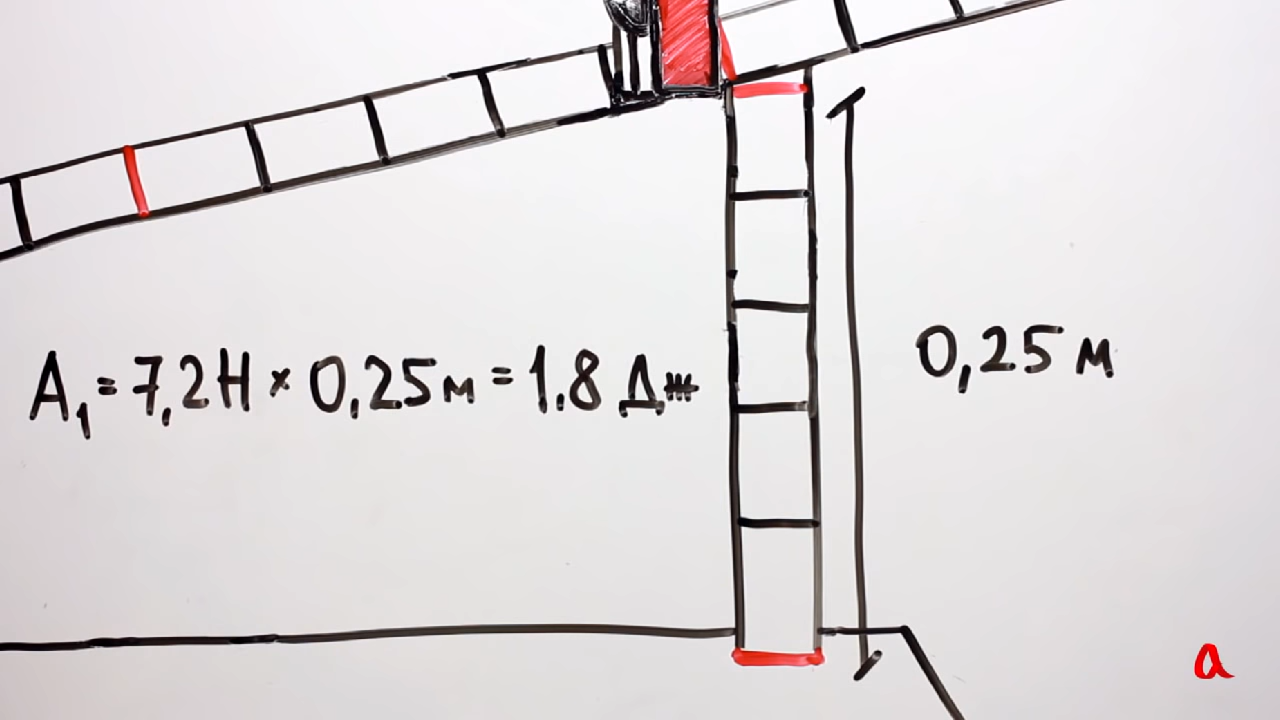 A₁ = 7,2Н × 0,25м = 1,8 Дж
0,25 м
a